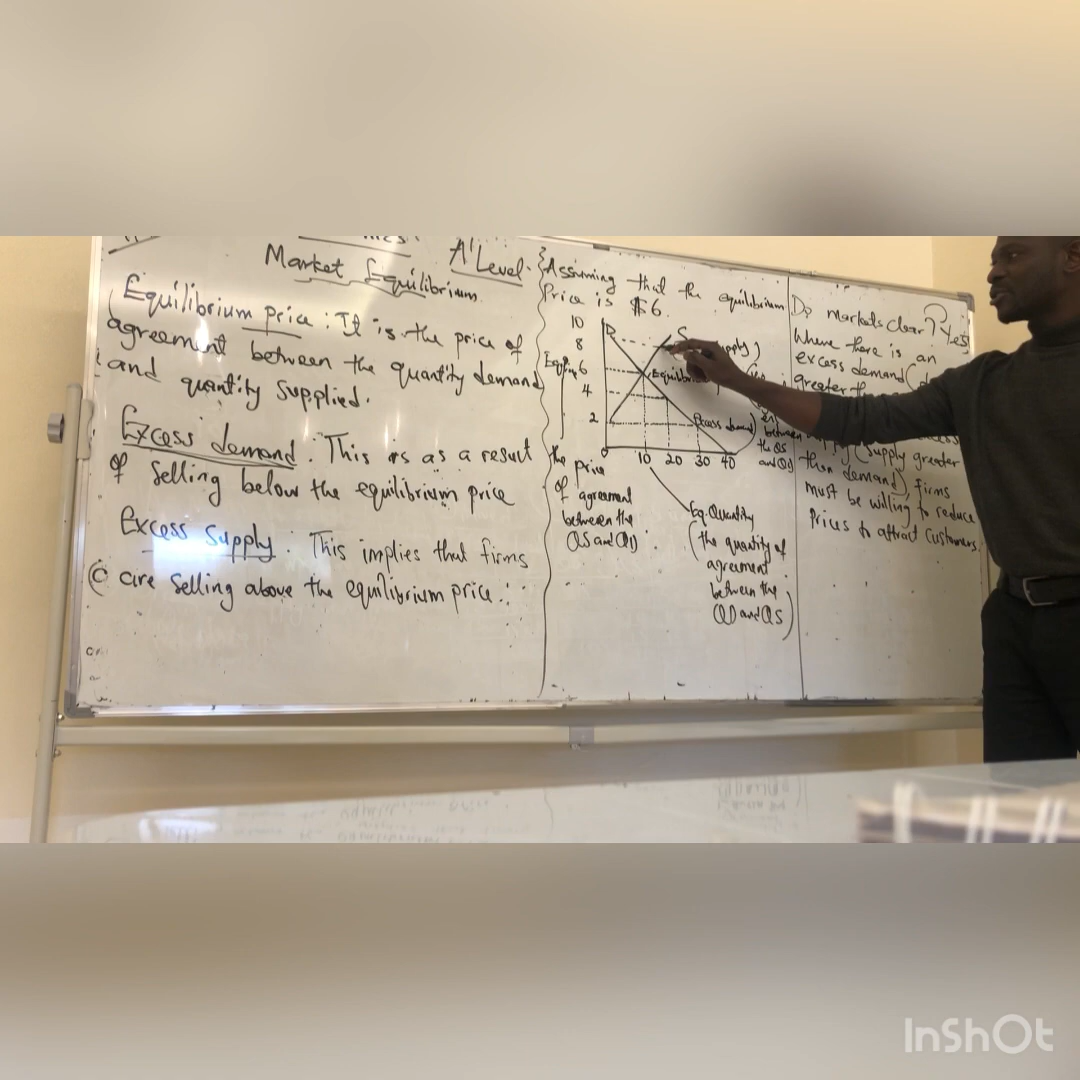 A' Level.
Market Equilibrium
Equilibrium price: It is the price of
agreement between the quantity demand
and quantity supplied.
Excess demand: This is as a result
of selling below the equilibrium price
Excess supply. This implies that firms
are selling above the equilibrium price.
Assuming that the equilibrium
Price is $6.
10
8
6
4
2
D
S
(Excess demand)
0
10 20 30 40
the price
of agreement
between the
QS and QD
Eq. Quantity
(the quantity of
agreement
between the
QD and QS)
between
the QS
and QD)
Do markets clear? Yes
Where there is an
excess demand
(supply greater
than demand), firms
must be willing to reduce
Prices to attract customers.
InShOt